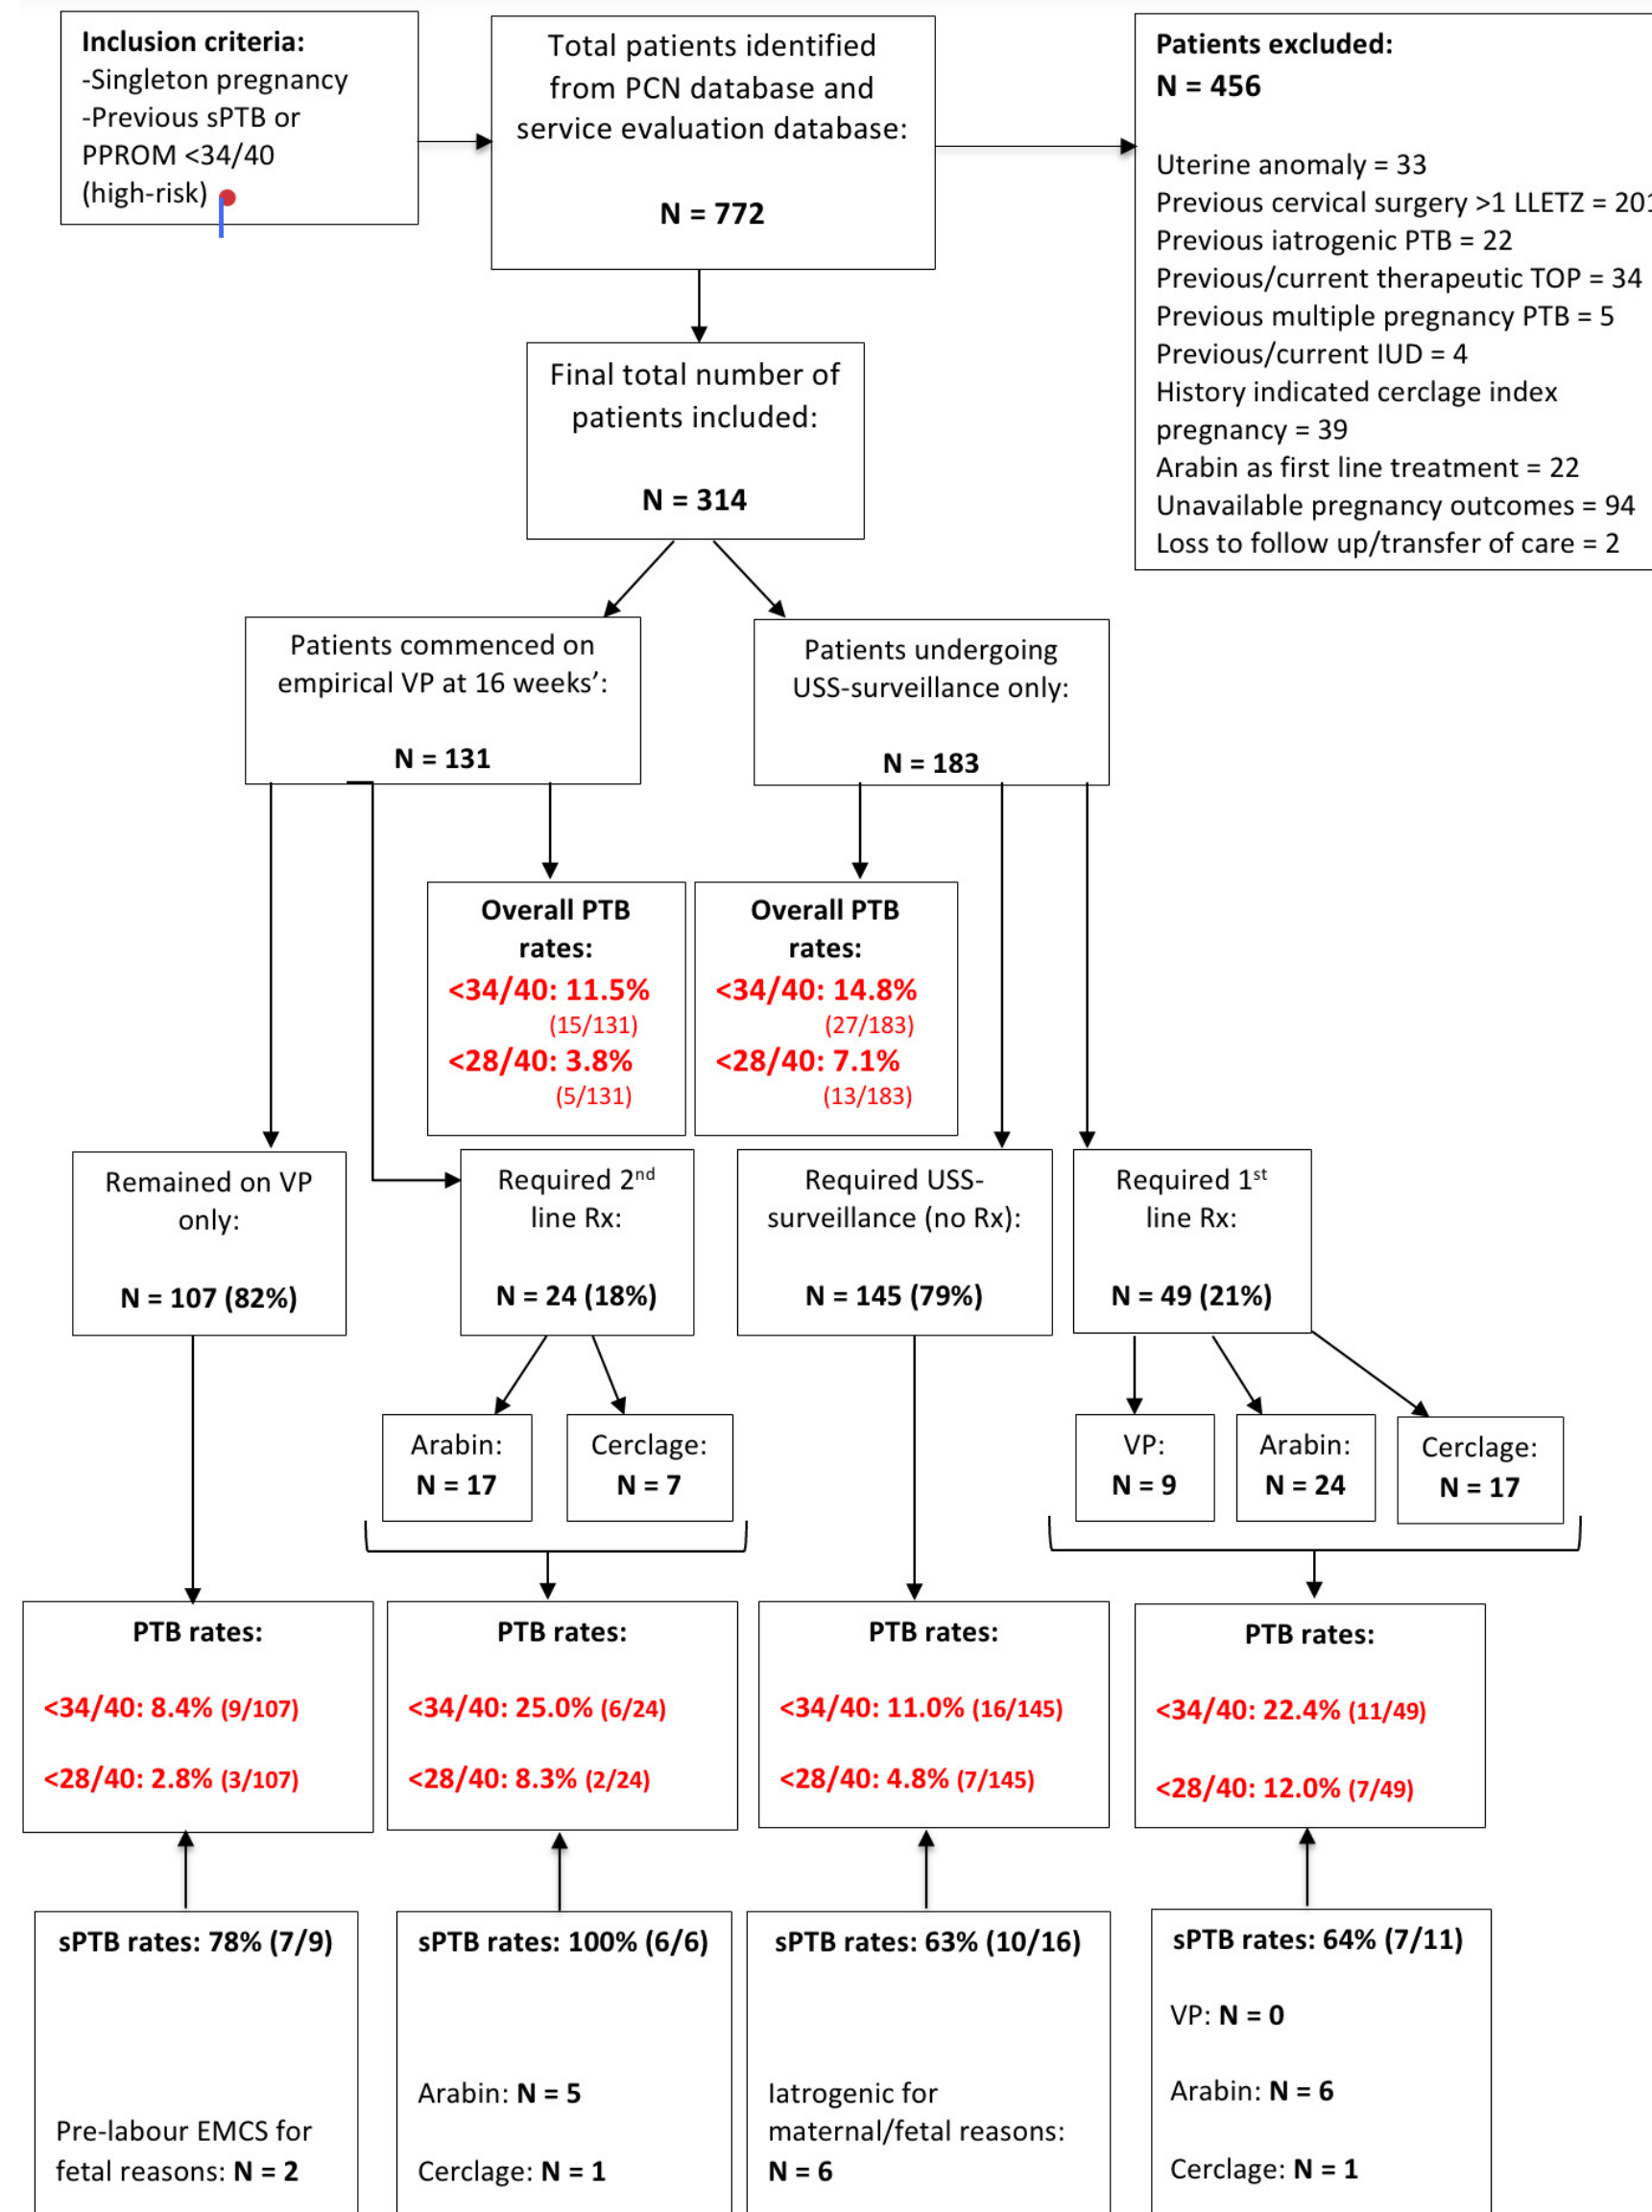 Inclusion criteria:
-Singleton pregnancy
-Previous sPTB or
PPROM <34/40
(high-risk)
Total patients identified
from PCN database and
service evaluation database:
N = 772
Patients excluded:
N = 456
Uterine anomaly = 33
Previous cervical surgery >1 LLETZ = 201
Previous iatrogenic PTB = 22
Previous/current therapeutic TOP = 34
Previous multiple pregnancy PTB = 5
Previous/current IUD = 4
History indicated cerclage index
pregnancy = 39
Arabin as first line treatment = 22
Unavailable pregnancy outcomes = 94
Loss to follow up/transfer of care = 2
Final total number of
patients included:
N = 314
Patients commenced on
empirical VP at 16 weeks’:
N = 131
Patients undergoing
USS-surveillance only:
N = 183
Overall PTB
rates:
<34/40: 11.5%
(15/131)
<28/40: 3.8%
(5/131)
Overall PTB
rates:
<34/40: 14.8%
(27/183)
<28/40: 7.1%
(13/183)
Remained on VP
only:
N = 107 (82%)
Required 2nd
line Rx:
N = 24 (18%)
Required USS-
surveillance (no Rx):
N = 145 (79%)
Required 1st
line Rx:
N = 49 (21%)
Arabin:
N = 17
Cerclage:
N = 7
VP:
N = 9
Arabin:
N = 24
Cerclage:
N = 17
PTB rates:
<34/40: 8.4% (9/107)
<28/40: 2.8% (3/107)
PTB rates:
<34/40: 25.0% (6/24)
<28/40: 8.3% (2/24)
PTB rates:
<34/40: 11.0% (16/145)
<28/40: 4.8% (7/145)
PTB rates:
<34/40: 22.4% (11/49)
<28/40: 12.0% (7/49)
sPTB rates: 78% (7/9)
Pre-labour EMCS for
fetal reasons: N = 2
sPTB rates: 100% (6/6)
Arabin: N = 5
Cerclage: N = 1
sPTB rates: 63% (10/16)
Iatrogenic for
maternal/fetal reasons:
N = 6
sPTB rates: 64% (7/11)
VP: N = 0
Arabin: N = 6
Cerclage: N = 1